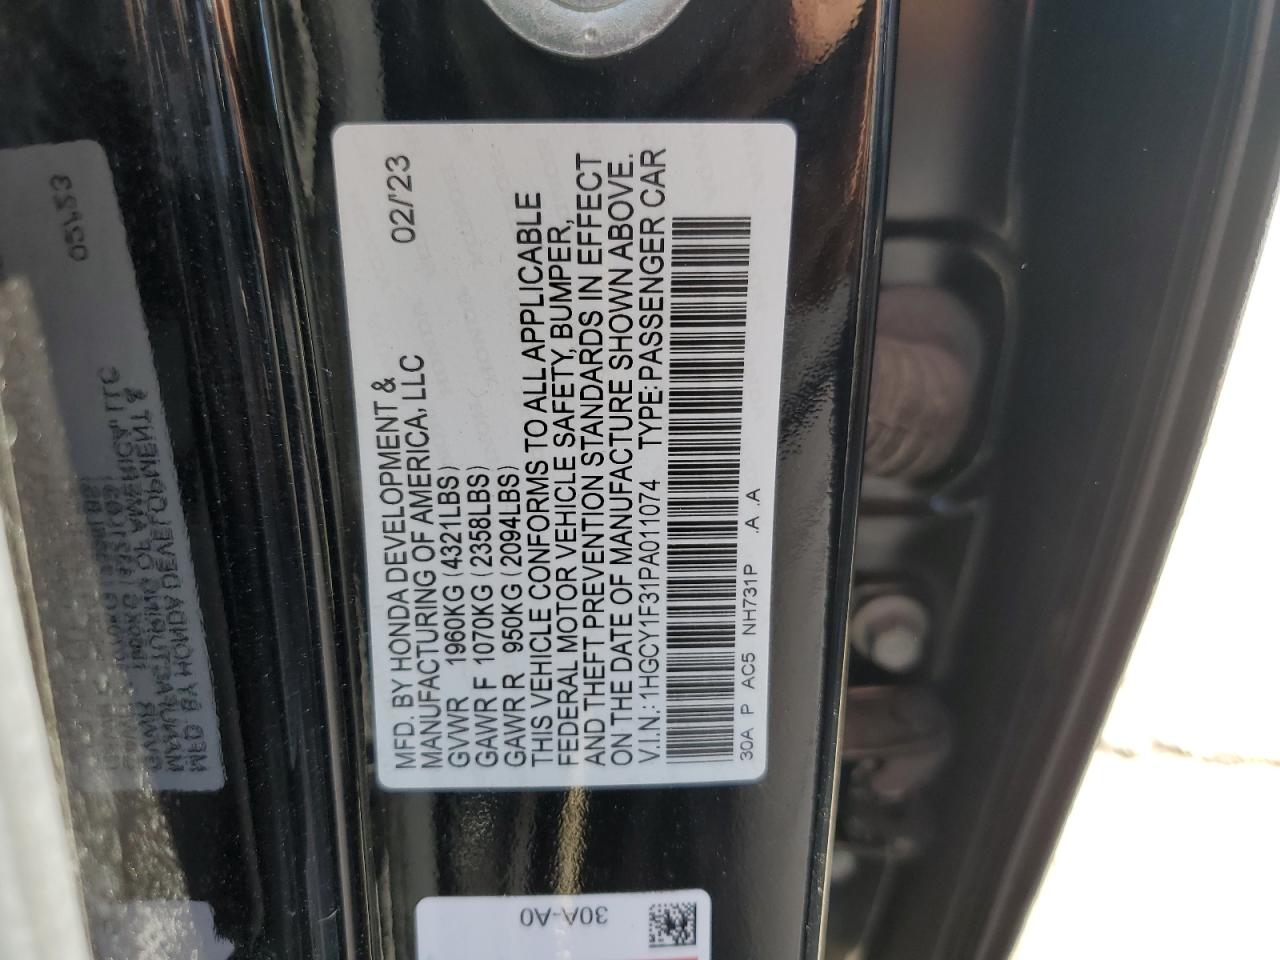 MFD. BY HONDA DEVELOPMENT &
MANUFACTURING OF AMERICA, LLC 02/'23
GVWR 1960KG (4321LBS)
GAWR F 1070KG (2358LBS)
GAWR R 950KG (2094LBS)
THIS VEHICLE CONFORMS TO ALL APPLICABLE
FEDERAL MOTOR VEHICLE SAFETY, BUMPER,
AND THEFT PREVENTION STANDARDS IN EFFECT
ON THE DATE OF MANUFACTURE SHOWN ABOVE..
V.I.N.: 1HGCY1F31PA011074 TYPE: PASSENGER CAR
30A P AC5 NH731P .A .A
30A-A0